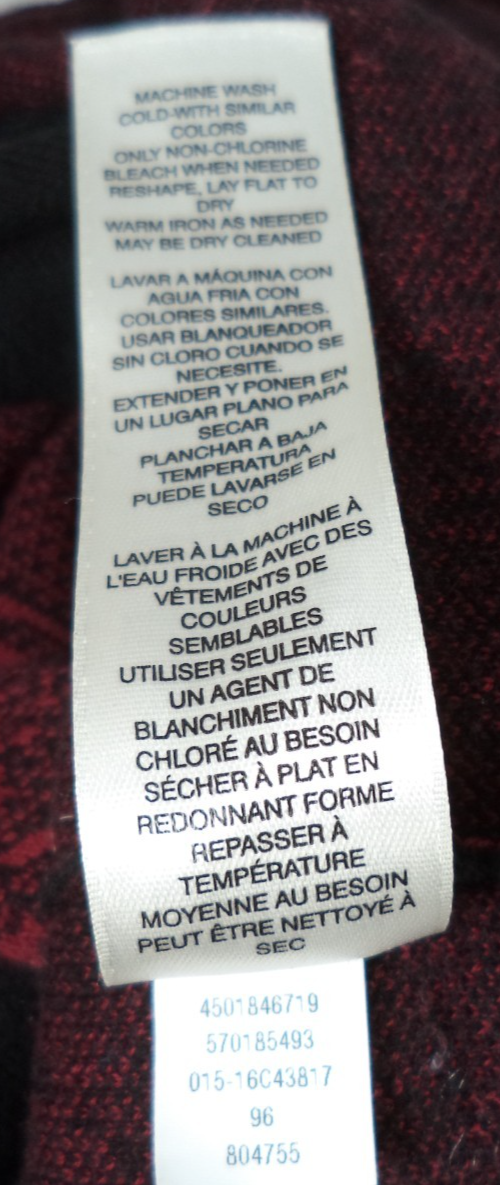 MACHINE WASH
COLD-WITH SIMILAR
COLORS
ONLY NON-CHLORINE
BLEACH WHEN NEEDED
RESHAPE, LAY FLAT TO
DRY
WARM IRON AS NEEDED
MAY BE DRY CLEANED
LAVAR A MÁQUINA CON
AGUA FRIA CON
COLORES SIMILARES.
USAR BLANQUEADOR
SIN CLORO CUANDO SE
NECESITE.
EXTENDER Y PONER EN
UN LUGAR PLANO PARA
SECAR
PLANCHAR A BAJA
TEMPERATURA
PUEDE LAVARSE EN
SECO
LAVER À LA MACHINE À
L'EAU FROIDE AVEC DES
VÊTEMENTS DE
COULEURS
SEMBLABLES
UTILISER SEULEMENT
UN AGENT DE
BLANCHIMENT NON
CHLORÉ AU BESOIN
SÉCHER À PLAT EN
REDONNANT FORME
REPASSER À
TEMPÉRATURE
MOYENNE AU BESOIN
PEUT ÊTRE NETTOYÉ À
SEC
4501846719
570185493
015-16C43817
96
804755